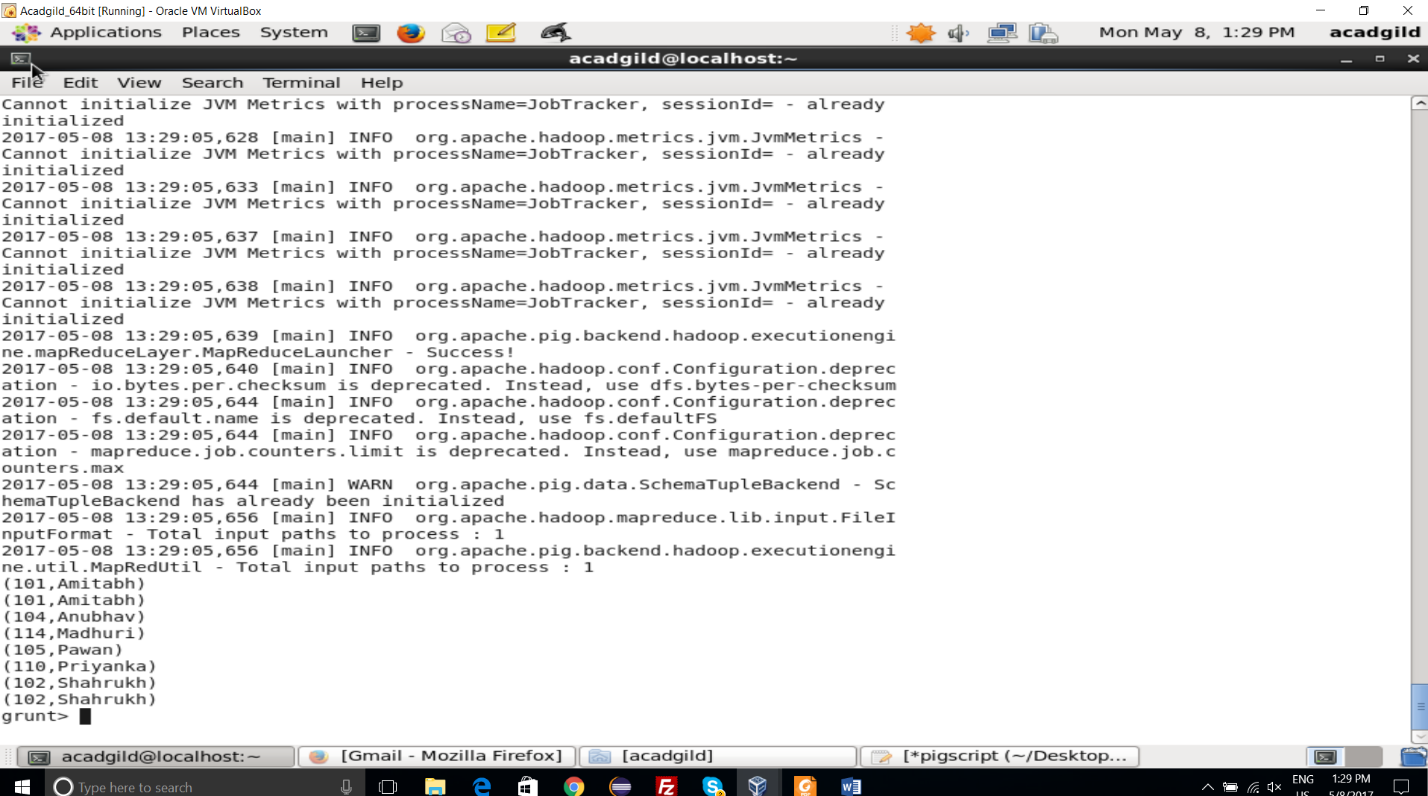 Acadgild_64bit [Running] - Oracle VM VirtualBox
Applications Places System Mon May 8, 1:29 PM acadgild
acadgild@localhost:~
File Edit View Search Terminal Help
Cannot initialize JVM Metrics with processName=JobTracker, sessionId= - already
initialized
2017-05-08 13:29:05,628 [main] INFO  org.apache.hadoop.metrics.jvm.JvmMetrics -
Cannot initialize JVM Metrics with processName=JobTracker, sessionId= - already
initialized
2017-05-08 13:29:05,633 [main] INFO  org.apache.hadoop.metrics.jvm.JvmMetrics -
Cannot initialize JVM Metrics with processName=JobTracker, sessionId= - already
initialized
2017-05-08 13:29:05,637 [main] INFO  org.apache.hadoop.metrics.jvm.JvmMetrics -
Cannot initialize JVM Metrics with processName=JobTracker, sessionId= - already
initialized
2017-05-08 13:29:05,638 [main] INFO  org.apache.hadoop.metrics.jvm.JvmMetrics -
Cannot initialize JVM Metrics with processName=JobTracker, sessionId= - already
initialized
2017-05-08 13:29:05,639 [main] INFO  org.apache.pig.backend.hadoop.executionengi
ne.mapReduceLayer.MapReduceLauncher - Success!
2017-05-08 13:29:05,640 [main] INFO  org.apache.hadoop.conf.Configuration.deprec
ation - io.bytes.per.checksum is deprecated. Instead, use dfs.bytes-per-checksum
2017-05-08 13:29:05,644 [main] INFO  org.apache.hadoop.conf.Configuration.deprec
ation - fs.default.name is deprecated. Instead, use fs.defaultFS
2017-05-08 13:29:05,644 [main] INFO  org.apache.hadoop.conf.Configuration.deprec
ation - mapreduce.job.counters.limit is deprecated. Instead, use mapreduce.job.c
ounters.max
2017-05-08 13:29:05,644 [main] WARN  org.apache.pig.data.SchemaTupleBackend - Sc
hemaTupleBackend has already been initialized
2017-05-08 13:29:05,656 [main] INFO  org.apache.hadoop.mapreduce.lib.input.FileI
nputFormat - Total input paths to process : 1
2017-05-08 13:29:05,656 [main] INFO  org.apache.pig.backend.hadoop.executionengi
ne.util.MapRedUtil - Total input paths to process : 1
(101,Amitabh)
(101,Amitabh)
(104,Anubhav)
(114,Madhuri)
(105,Pawan)
(110,Priyanka)
(102,Shahrukh)
(102,Shahrukh)
grunt>
acadgild@localhost:~ [Gmail - Mozilla Firefox] [acadgild] [*pigscript (~/Desktop...
Type here to search ENG 1:29 PM
US 5/8/2017